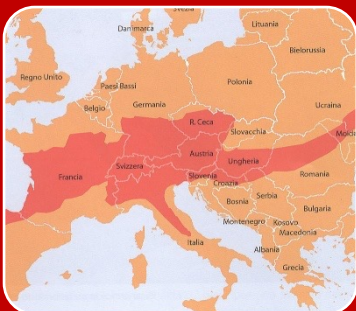 Danimarca
Lituania
Bielorussia
Regno Unito
Paesi Bassi
Polonia
Belgio
Germania
Ucraina
R. Ceca
Slovacchia
Austria
Ungheria
Svizzera
Francia
Slovenia
Croazia
Romania
Bosnia
Serbia
Bulgaria
Montenegro
Kosovo
Macedonia
Italia
Albania
Grecia